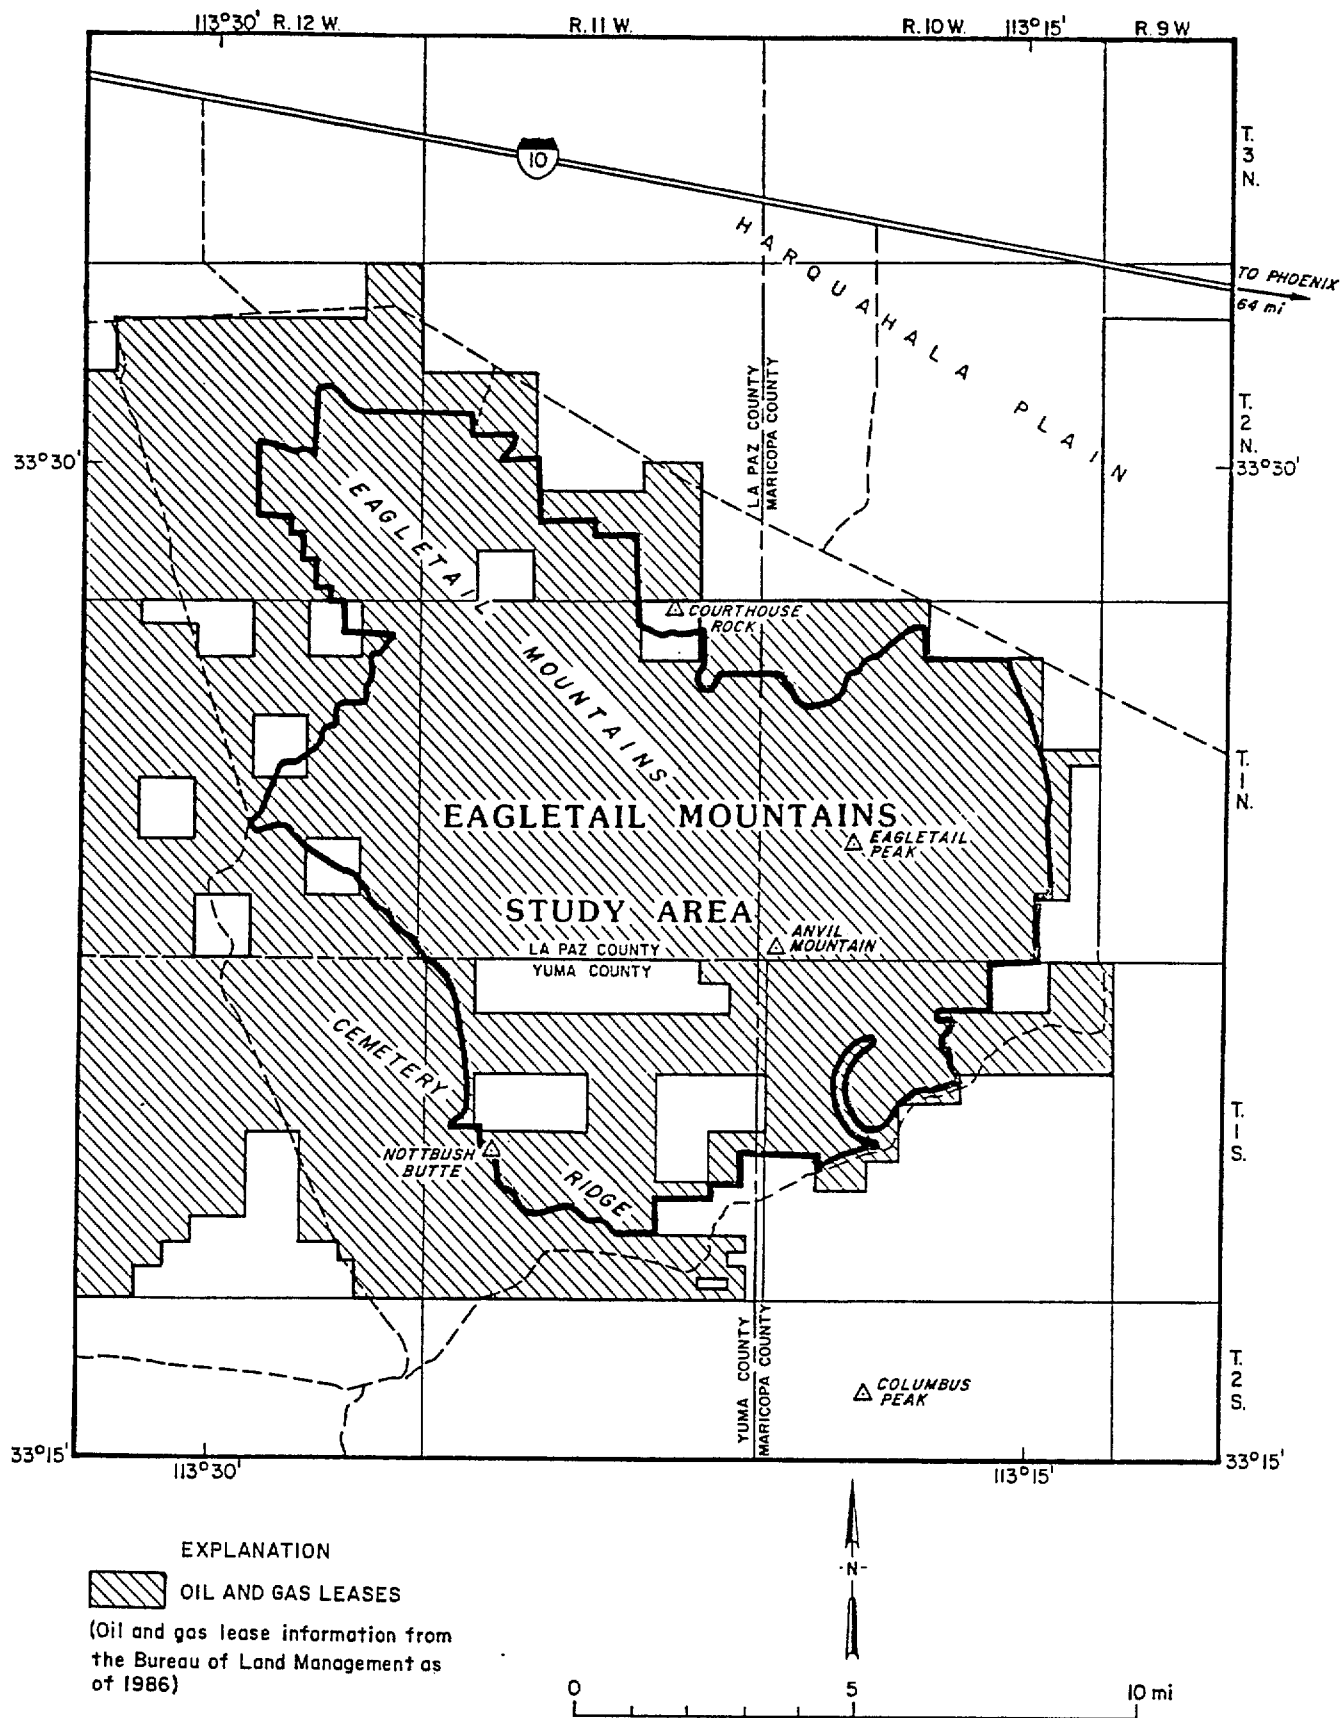 113°30' R.12 W. R.11 W. R.10 W. 113°15' R.9 W
10
T.
3
N.
HARQUAHALA PLAIN
TO PHOENIX
64 mi
LA PAZ COUNTY
MARICOPA COUNTY
T.
2
N.
33°30'
33°30'
EAGLETAIL MOUNTAINS
COURTHOUSE
ROCK
T.
1
N.
EAGLETAIL MOUNTAINS
EAGLETAIL
PEAK
STUDY AREA
ANVIL
MOUNTAIN
LA PAZ COUNTY
YUMA COUNTY
CEMETERY RIDGE
NOTTBUSH
BUTTE
T.
1
S.
YUMA COUNTY
MARICOPA COUNTY
COLUMBUS
PEAK
T.
2
S.
33°15'
33°15'
113°30'
113°15'
N
EXPLANATION
OIL AND GAS LEASES
(Oil and gas lease information from
the Bureau of Land Management as
of 1986)
0 5 10 mi